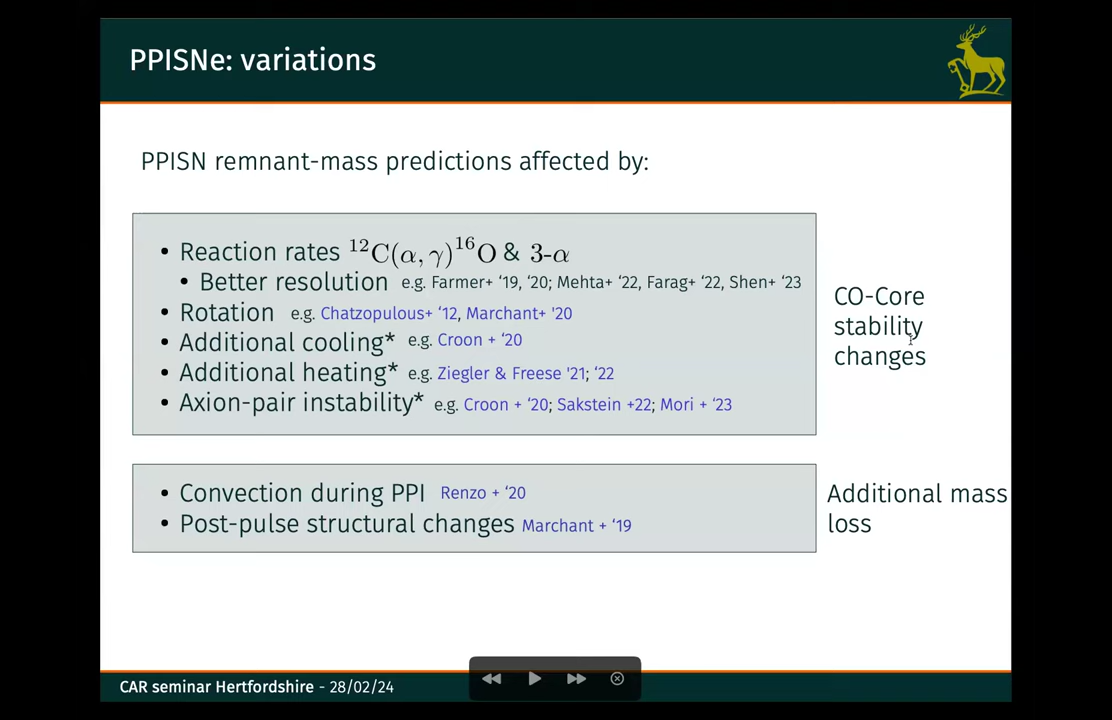 PPISNe: variations
PPISN remnant-mass predictions affected by:
• Reaction rates ¹²C(α, γ)¹⁶O & 3-α
• Better resolution e.g. Farmer+ ‘19, ‘20; Mehta+ ‘22, Farag+ ‘22, Shen+ ‘23
• Rotation e.g. Chatzopoulous+ ‘12, Marchant+ '20
• Additional cooling* e.g. Croon + ‘20
• Additional heating* e.g. Ziegler & Freese '21; ‘22
• Axion-pair instability* e.g. Croon + ‘20; Sakstein +22; Mori + ‘23
CO-Core
stability
changes
• Convection during PPI Renzo + ‘20
• Post-pulse structural changes Marchant + ‘19
Additional mass
loss
CAR seminar Hertfordshire - 28/02/24